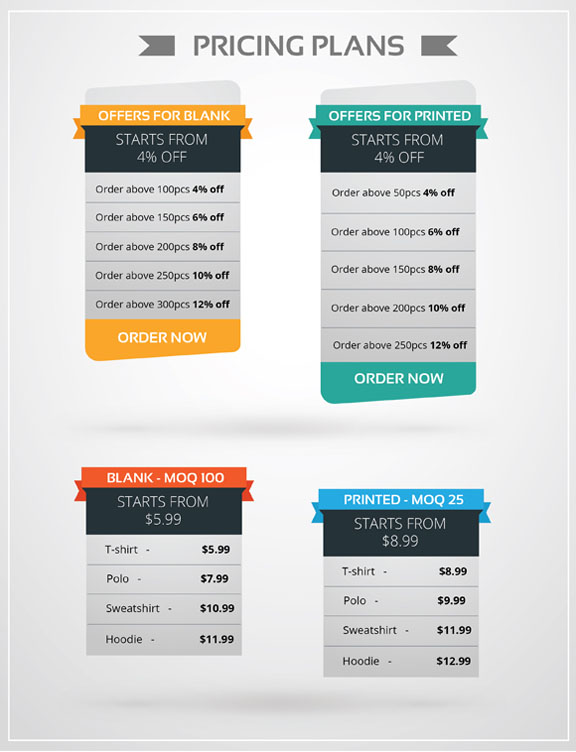 PRICING PLANS
OFFERS FOR BLANK
STARTS FROM
4% OFF
Order above 100pcs 4% off
Order above 150pcs 6% off
Order above 200pcs 8% off
Order above 250pcs 10% off
Order above 300pcs 12% off
ORDER NOW
OFFERS FOR PRINTED
STARTS FROM
4% OFF
Order above 50pcs 4% off
Order above 100pcs 6% off
Order above 150pcs 8% off
Order above 200pcs 10% off
Order above 250pcs 12% off
ORDER NOW
BLANK - MOQ 100
STARTS FROM
$5.99
T-shirt - $5.99
Polo - $7.99
Sweatshirt - $10.99
Hoodie - $11.99
PRINTED - MOQ 25
STARTS FROM
$8.99
T-shirt - $8.99
Polo - $9.99
Sweatshirt - $11.99
Hoodie - $12.99